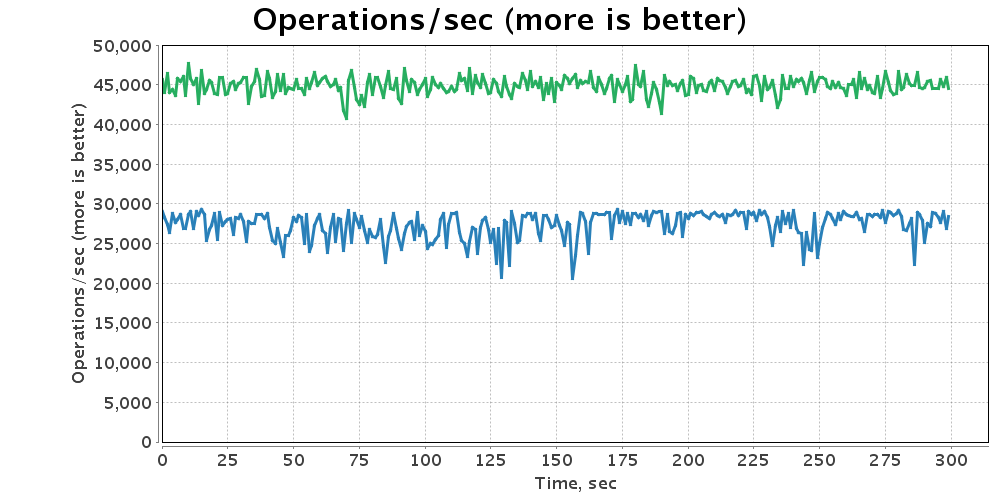 Operations/sec (more is better)
50,000
45,000
40,000
35,000
30,000
25,000
20,000
15,000
10,000
5,000
0
Operations/sec (more is better)
0 25 50 75 100 125 150 175 200 225 250 275 300
Time, sec